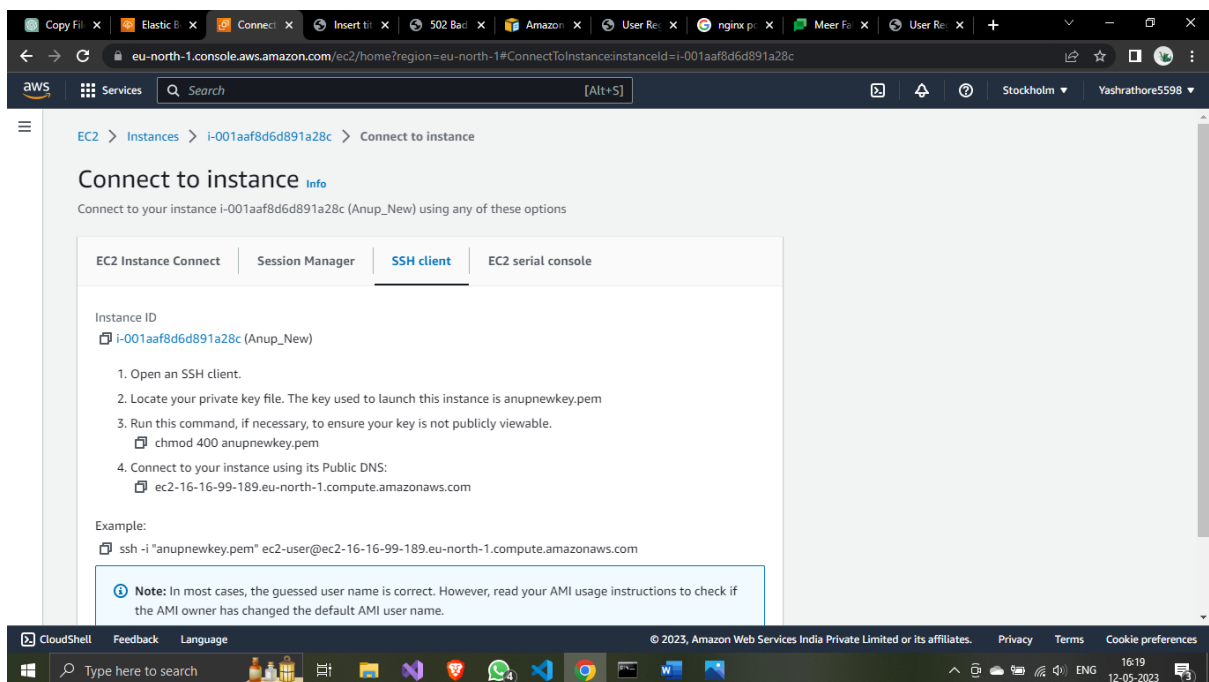 Copy Fil
Elastic B
Connect
Insert tit
502 Bad
Amazon
User Reg
nginx po
Meer Fa
User Re
eu-north-1.console.aws.amazon.com/ec2/home?region=eu-north-1#ConnectToInstance:instanceId=i-001aaf8d6d891a28c
aws
Services
Search
[Alt+S]
Stockholm
Yashrathore5598
EC2 > Instances > i-001aaf8d6d891a28c > Connect to instance
Connect to instance Info
Connect to your instance i-001aaf8d6d891a28c (Anup_New) using any of these options
EC2 Instance Connect
Session Manager
SSH client
EC2 serial console
Instance ID
i-001aaf8d6d891a28c (Anup_New)
1. Open an SSH client.
2. Locate your private key file. The key used to launch this instance is anupnewkey.pem
3. Run this command, if necessary, to ensure your key is not publicly viewable.
chmod 400 anupnewkey.pem
4. Connect to your instance using its Public DNS:
ec2-16-16-99-189.eu-north-1.compute.amazonaws.com
Example:
ssh -i "anupnewkey.pem" ec2-user@ec2-16-16-99-189.eu-north-1.compute.amazonaws.com
Note: In most cases, the guessed user name is correct. However, read your AMI usage instructions to check if
the AMI owner has changed the default AMI user name.
CloudShell
Feedback
Language
© 2023, Amazon Web Services India Private Limited or its affiliates.
Privacy
Terms
Cookie preferences
Type here to search
ENG
16:19
12-05-2023